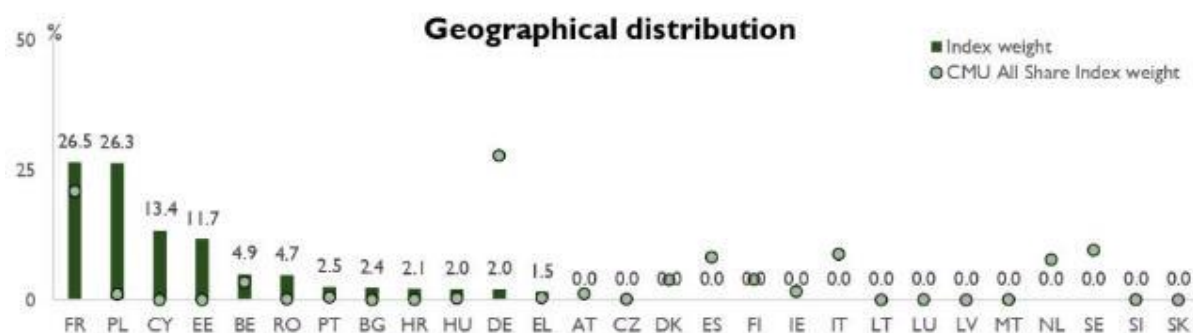 Geographical distribution
%
50
25
0
Index weight
CMU All Share Index weight
26.5 26.3 13.4 11.7 4.9 4.7 2.5 2.4 2.1 2.0 2.0 1.5 0.0 0.0 0.0 0.0 0.0 0.0 0.0 0.0 0.0 0.0 0.0 0.0 0.0 0.0 0.0
FR PL CY EE BE RO PT BG HR HU DE EL AT CZ DK ES FI IE IT LT LU LV MT NL SE SI SK